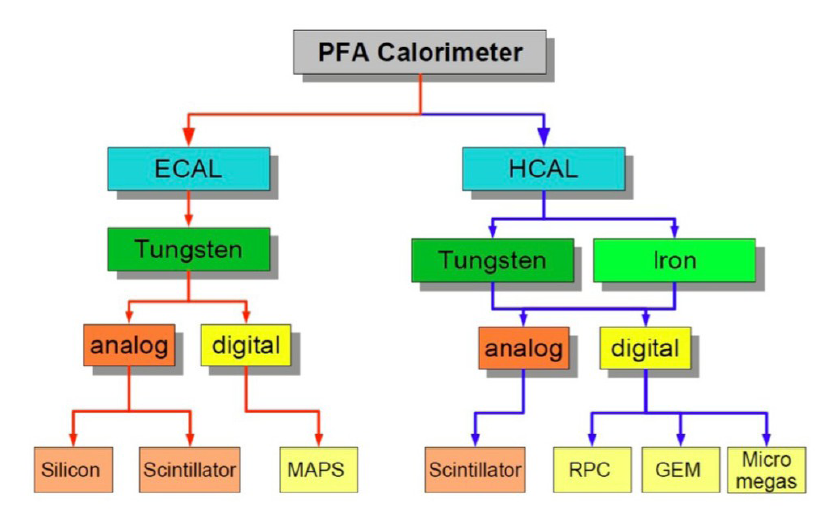 PFA Calorimeter
ECAL
HCAL
Tungsten
Tungsten
Iron
analog
digital
analog
digital
Silicon
Scintillator
MAPS
Scintillator
RPC
GEM
Micro
megas